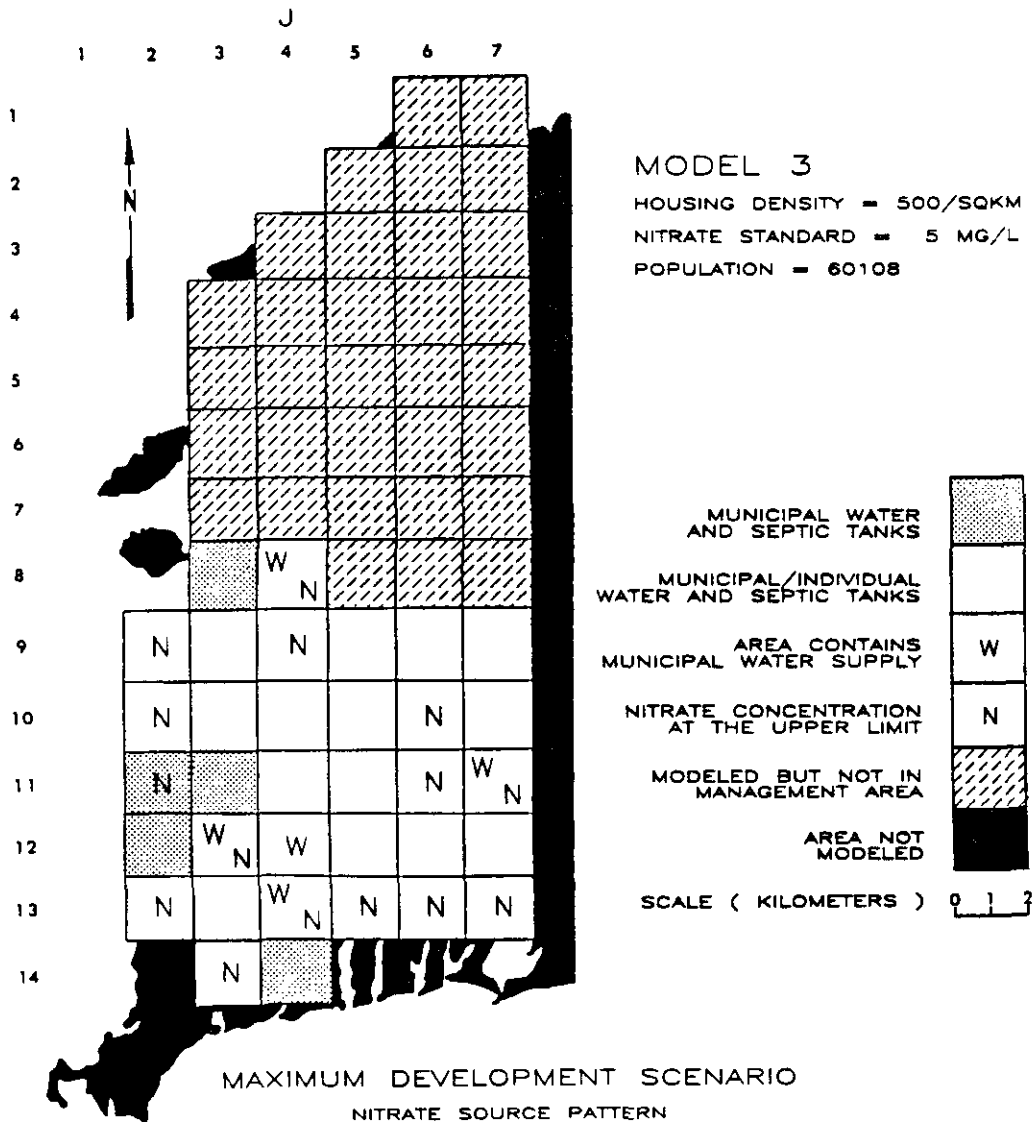 J
1 2 3 4 5 6 7
1
N
2
3
4
5
6
7
8 W N
9 N N
10 N N
11 N N W N
12 W N W
13 N W N N N N
14 N
MODEL 3
HOUSING DENSITY = 500/SQKM
NITRATE STANDARD = 5 MG/L
POPULATION = 60108
MUNICIPAL WATER
AND SEPTIC TANKS
MUNICIPAL/INDIVIDUAL
WATER AND SEPTIC TANKS
AREA CONTAINS
MUNICIPAL WATER SUPPLY W
NITRATE CONCENTRATION
AT THE UPPER LIMIT N
MODELED BUT NOT IN
MANAGEMENT AREA
AREA NOT
MODELED
SCALE ( KILOMETERS ) 0 1 2
MAXIMUM DEVELOPMENT SCENARIO
NITRATE SOURCE PATTERN